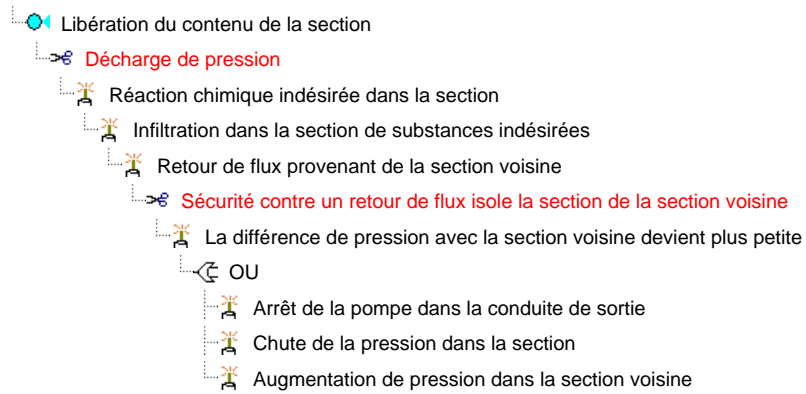 Libération du contenu de la section
Décharge de pression
Réaction chimique indésirée dans la section
Infiltration dans la section de substances indésirées
Retour de flux provenant de la section voisine
Sécurité contre un retour de flux isole la section de la section voisine
La différence de pression avec la section voisine devient plus petite
OU
Arrêt de la pompe dans la conduite de sortie
Chute de la pression dans la section
Augmentation de pression dans la section voisine